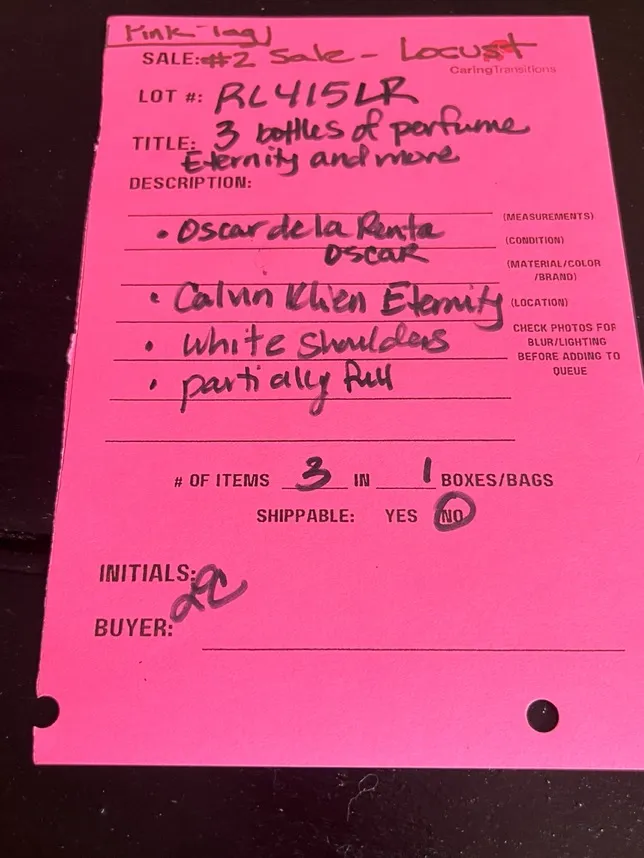 Pink Tag
SALE: #2 Sale - Locust
CaringTransitions
LOT #: RL415LR
TITLE: 3 bottles of perfume
Eternity and more
DESCRIPTION:
(MEASUREMENTS)
• Oscar de la Renta
OSCAR
(CONDITION)
(MATERIAL/COLOR
/BRAND)
• Calvin Klien Eternity
(LOCATION)
• White Shoulders
CHECK PHOTOS FOR
BLUR/LIGHTING
BEFORE ADDING TO
QUEUE
• partially full
# OF ITEMS 3 IN 1 BOXES/BAGS
SHIPPABLE: YES NO
INITIALS: LC
BUYER: